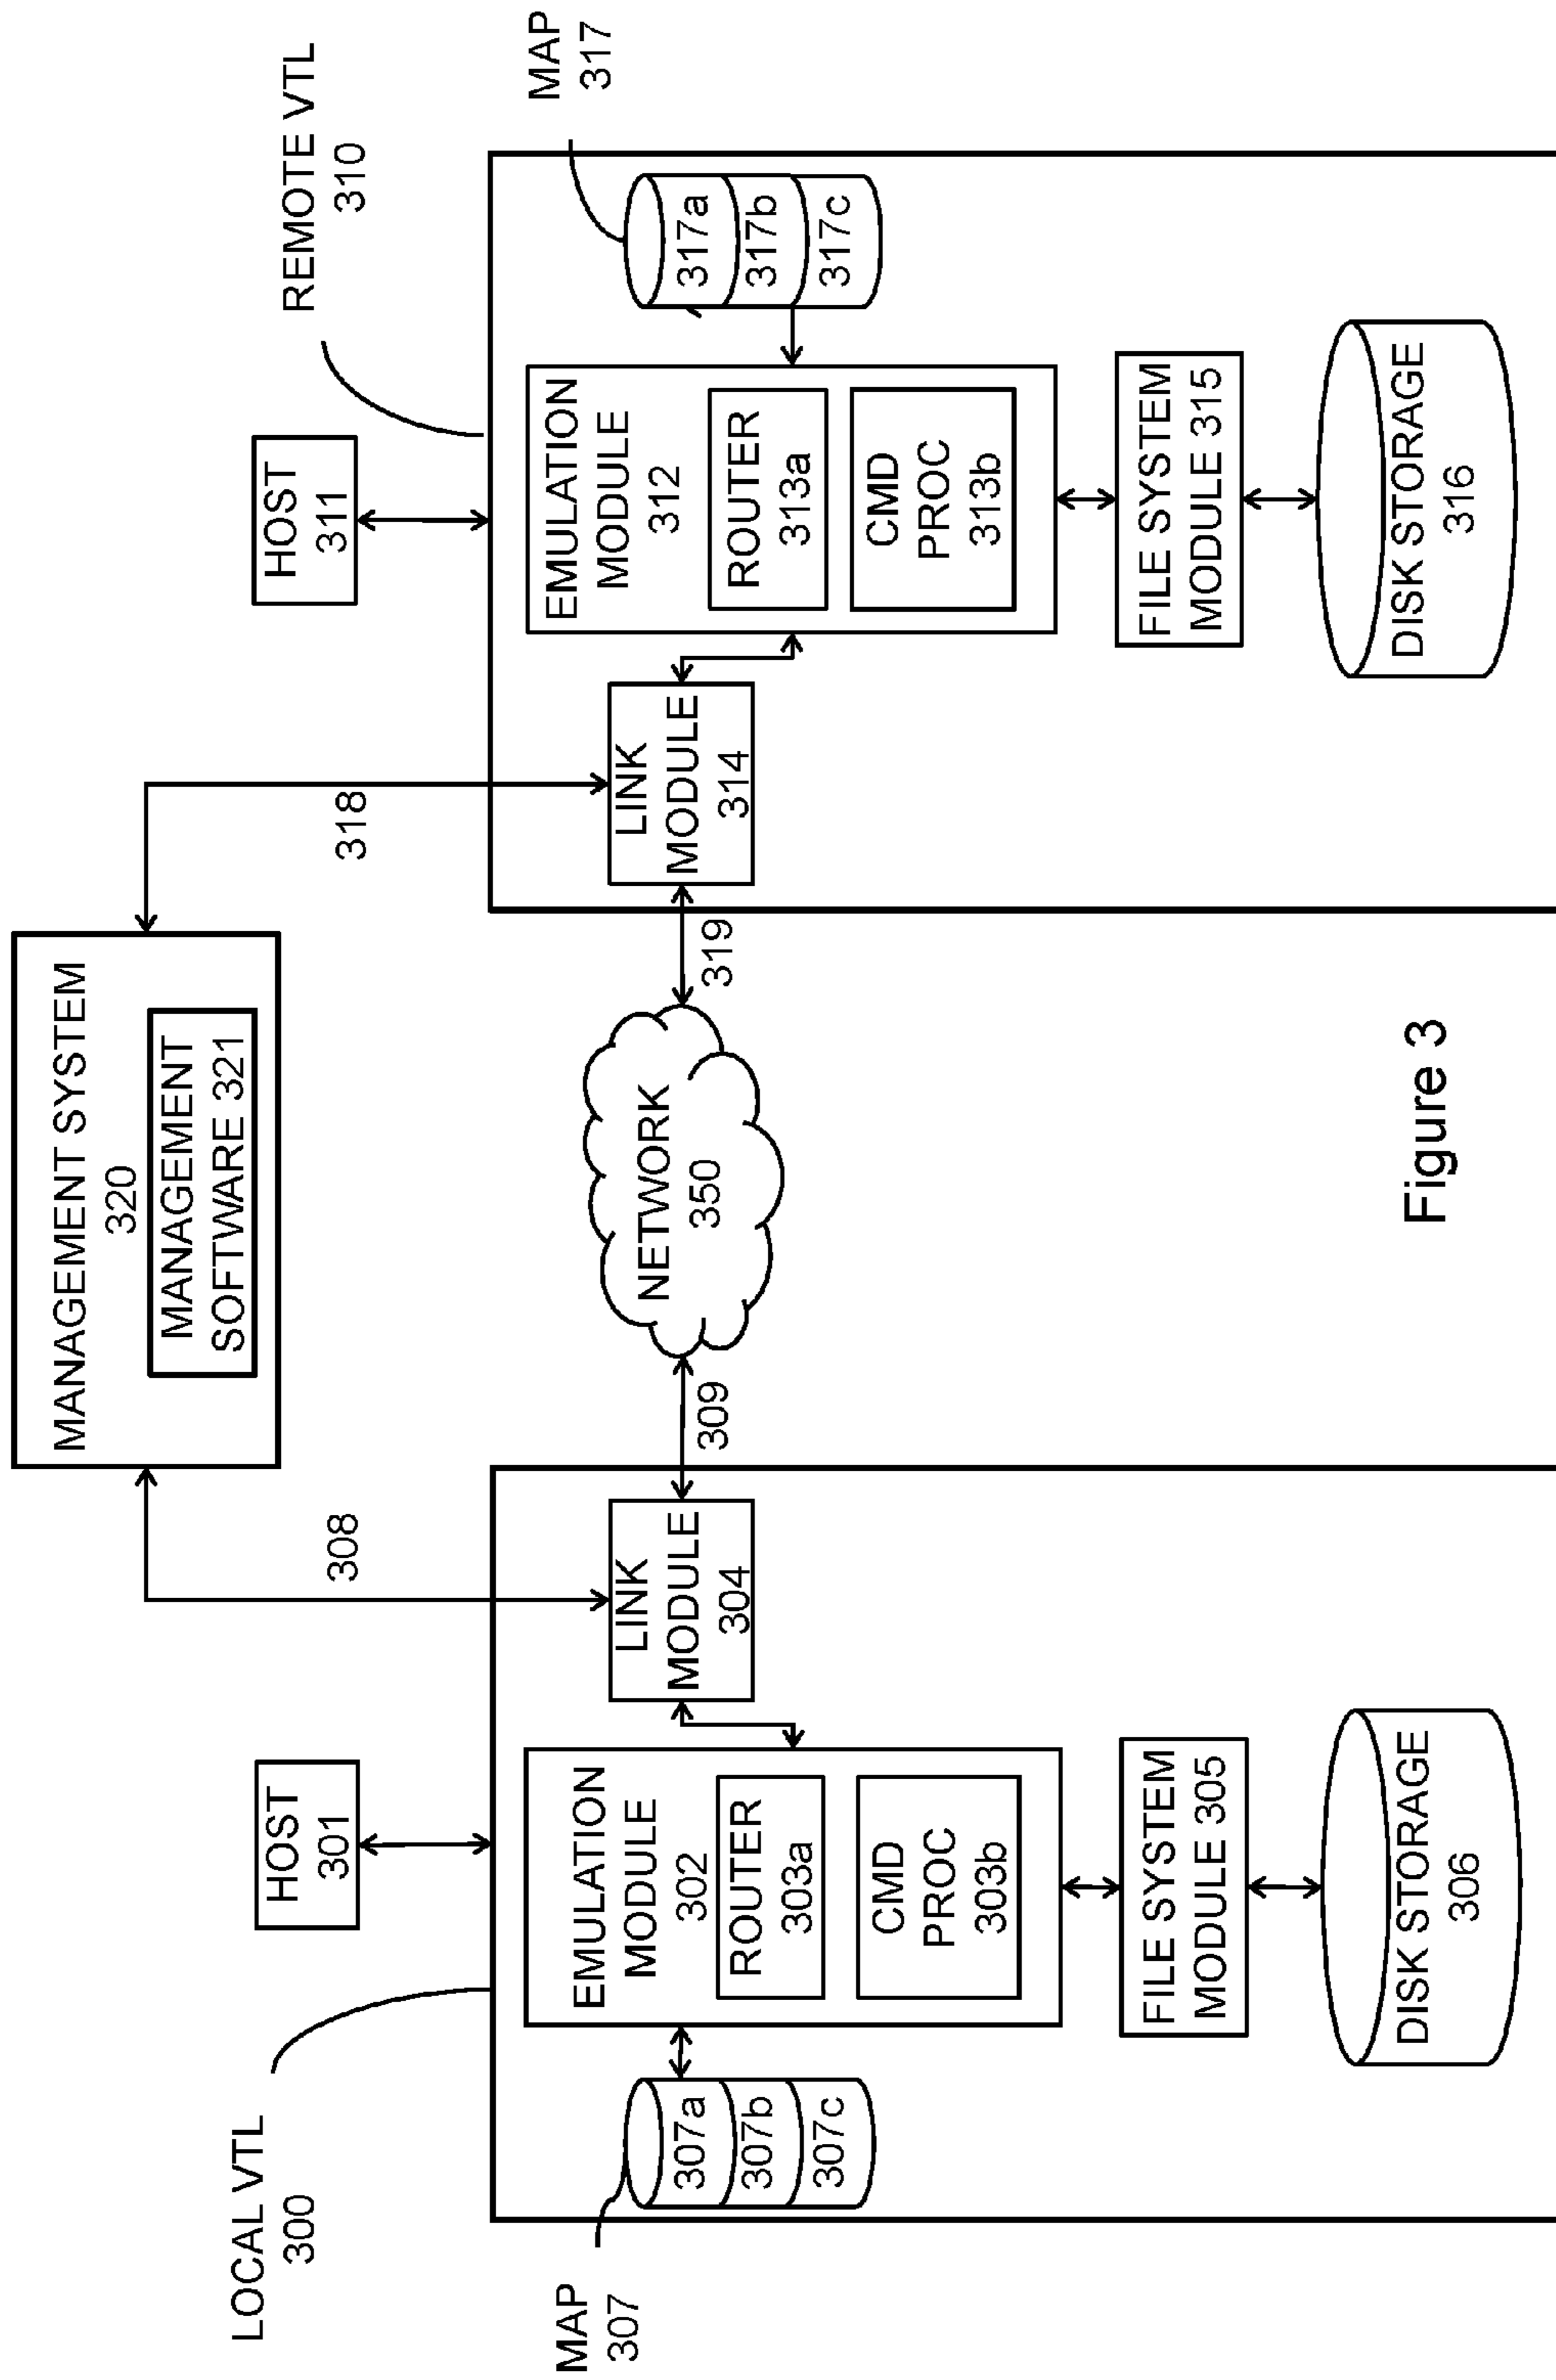 MANAGEMENT SYSTEM
320
MANAGEMENT
SOFTWARE 321
LOCAL VTL
300
HOST
301
308
318
HOST
311
REMOTE VTL
310
MAP
307
307a
307b
307c
EMULATION
MODULE
302
ROUTER
303a
CMD
PROC
303b
LINK
MODULE
304
309
NETWORK
350
319
LINK
MODULE
314
EMULATION
MODULE
312
ROUTER
313a
CMD
PROC
313b
MAP
317
317a
317b
317c
FILE SYSTEM
MODULE 305
DISK STORAGE
306
FILE SYSTEM
MODULE 315
DISK STORAGE
316
Figure 3